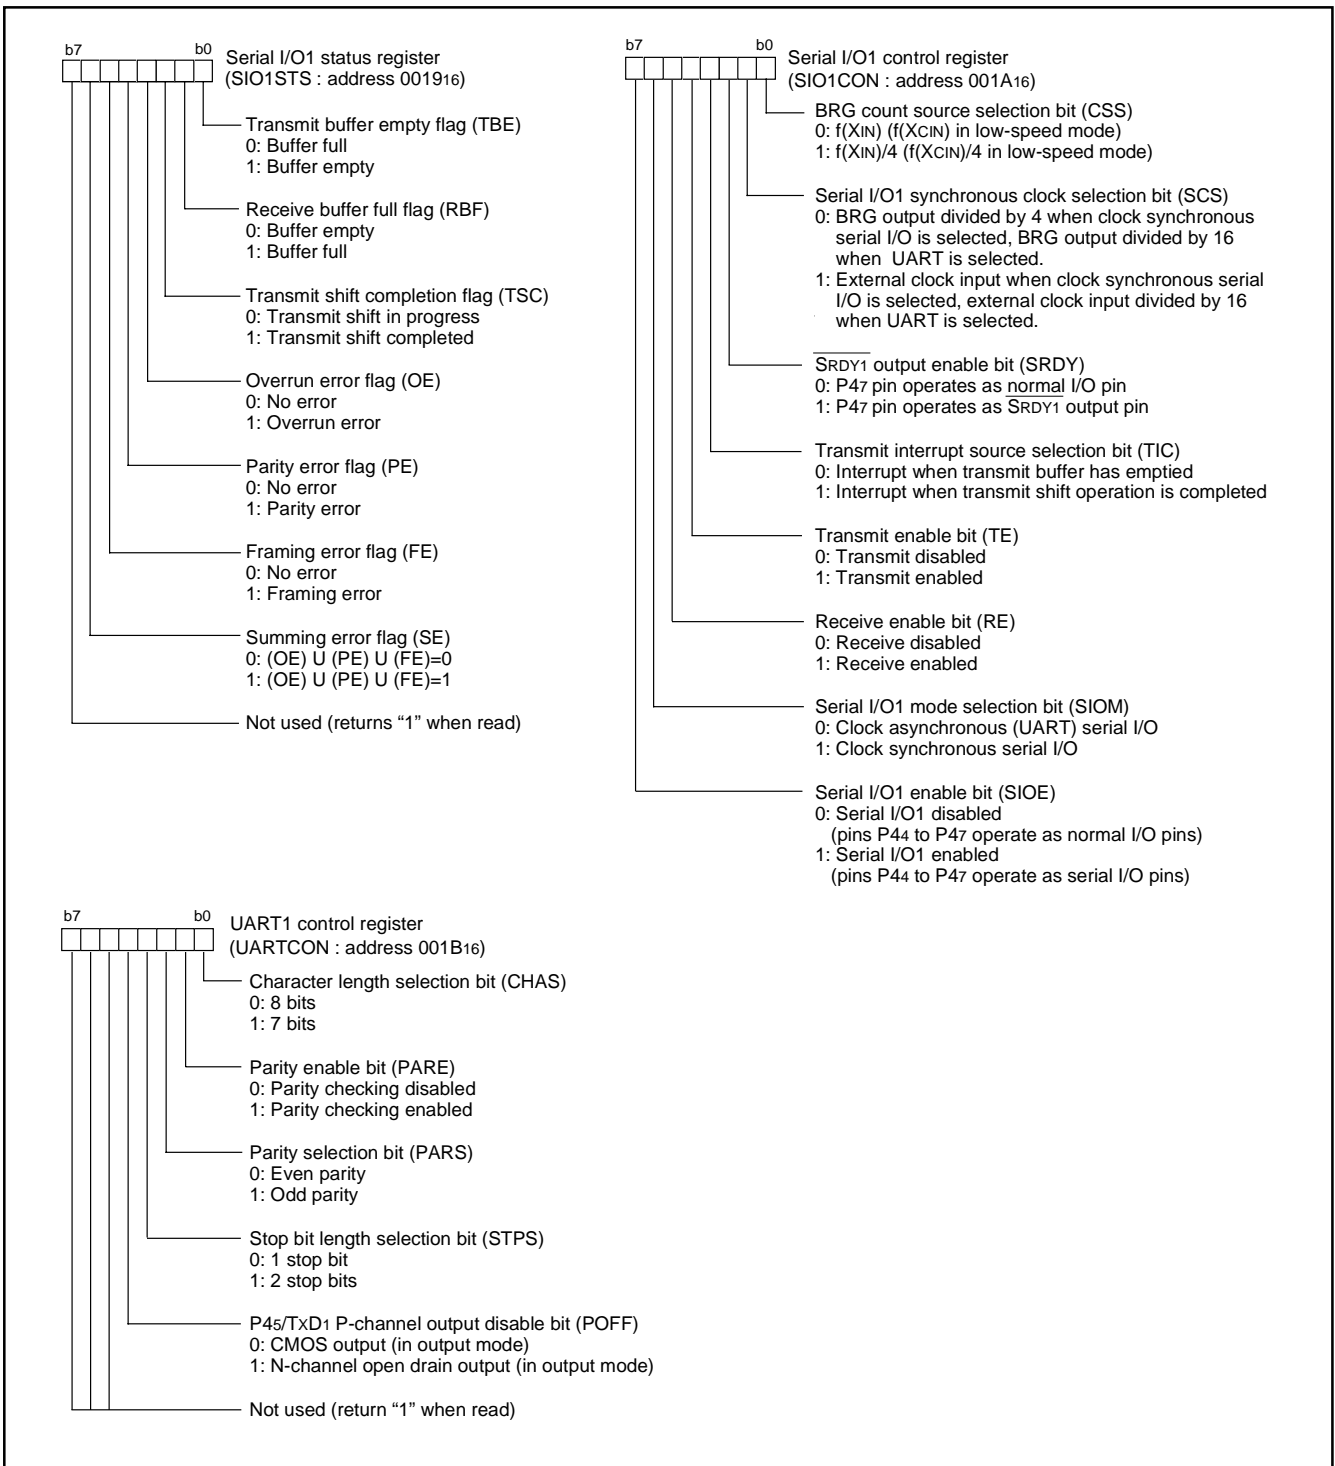 b7 b0
Serial I/O1 status register
(SIO1STS : address 001916)
Transmit buffer empty flag (TBE)
0: Buffer full
1: Buffer empty
Receive buffer full flag (RBF)
0: Buffer empty
1: Buffer full
Transmit shift completion flag (TSC)
0: Transmit shift in progress
1: Transmit shift completed
Overrun error flag (OE)
0: No error
1: Overrun error
Parity error flag (PE)
0: No error
1: Parity error
Framing error flag (FE)
0: No error
1: Framing error
Summing error flag (SE)
0: (OE) U (PE) U (FE)=0
1: (OE) U (PE) U (FE)=1
Not used (returns “1” when read)
b7 b0
Serial I/O1 control register
(SIO1CON : address 001A16)
BRG count source selection bit (CSS)
0: f(XIN) (f(XCIN) in low-speed mode)
1: f(XIN)/4 (f(XCIN)/4 in low-speed mode)
Serial I/O1 synchronous clock selection bit (SCS)
0: BRG output divided by 4 when clock synchronous
serial I/O is selected, BRG output divided by 16
when UART is selected.
1: External clock input when clock synchronous serial
I/O is selected, external clock input divided by 16
when UART is selected.
SRDY1 output enable bit (SRDY)
0: P47 pin operates as normal I/O pin
1: P47 pin operates as SRDY1 output pin
Transmit interrupt source selection bit (TIC)
0: Interrupt when transmit buffer has emptied
1: Interrupt when transmit shift operation is completed
Transmit enable bit (TE)
0: Transmit disabled
1: Transmit enabled
Receive enable bit (RE)
0: Receive disabled
1: Receive enabled
Serial I/O1 mode selection bit (SIOM)
0: Clock asynchronous (UART) serial I/O
1: Clock synchronous serial I/O
Serial I/O1 enable bit (SIOE)
0: Serial I/O1 disabled
(pins P44 to P47 operate as normal I/O pins)
1: Serial I/O1 enabled
(pins P44 to P47 operate as serial I/O pins)
b7 b0
UART1 control register
(UARTCON : address 001B16)
Character length selection bit (CHAS)
0: 8 bits
1: 7 bits
Parity enable bit (PARE)
0: Parity checking disabled
1: Parity checking enabled
Parity selection bit (PARS)
0: Even parity
1: Odd parity
Stop bit length selection bit (STPS)
0: 1 stop bit
1: 2 stop bits
P45/TXD1 P-channel output disable bit (POFF)
0: CMOS output (in output mode)
1: N-channel open drain output (in output mode)
Not used (return “1” when read)